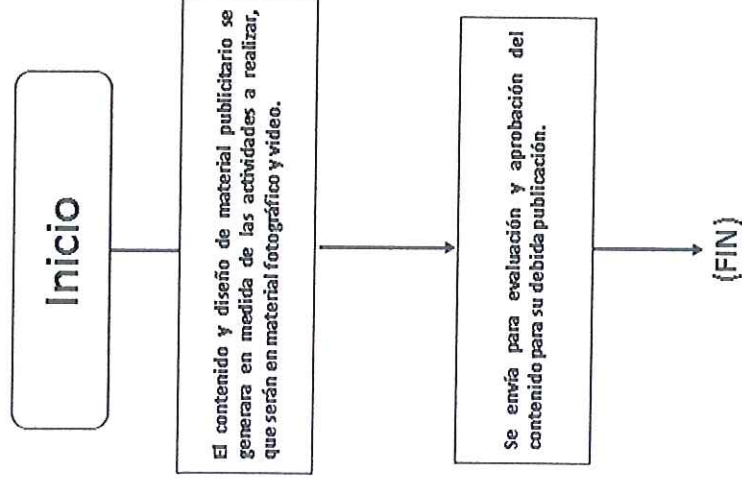 Inicio
El contenido y diseño de material publicitario se
generara en medida de las actividades a realizar,
que serán en material fotográfico y video.
Se envía para evaluación y aprobación del
contenido para su debida publicación.
(FIN)